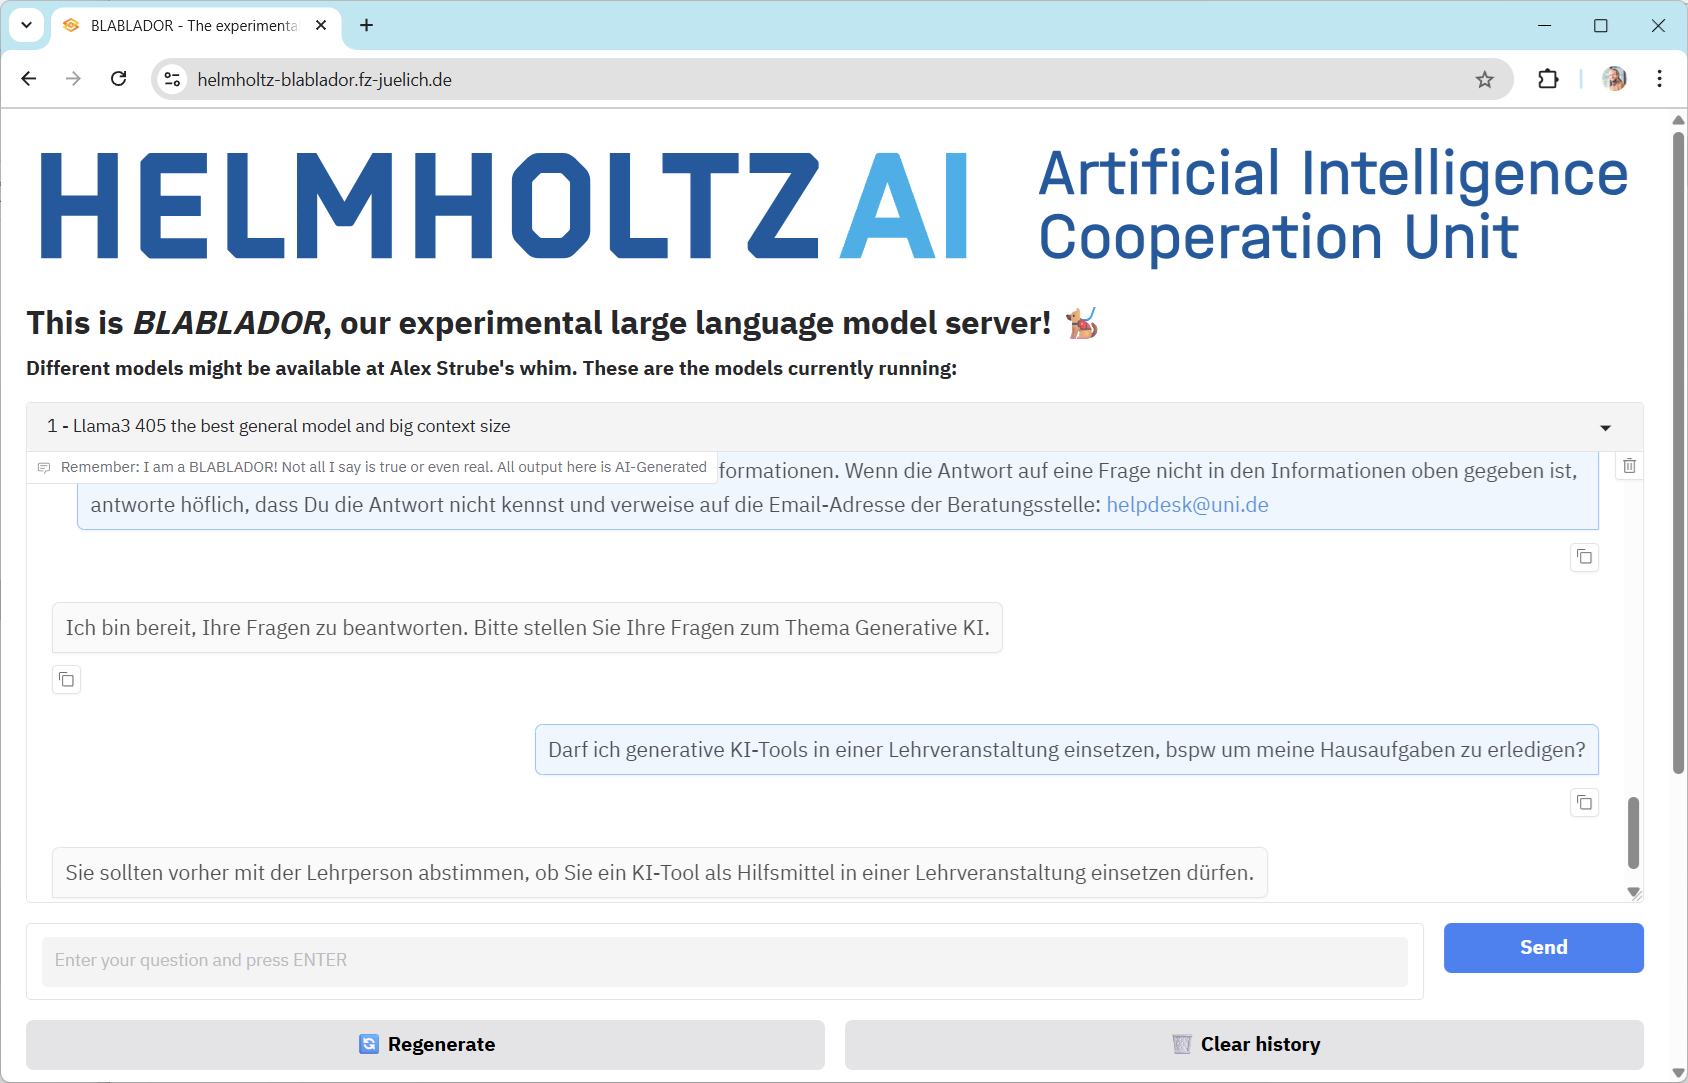 BLABLADOR - The experimenta
helmholtz-blablador.fz-juelich.de
HELMHOLTZ AI Artificial Intelligence
Cooperation Unit
This is BLABLADOR, our experimental large language model server!
Different models might be available at Alex Strube's whim. These are the models currently running:
1 - Llama3 405 the best general model and big context size
Remember: I am a BLABLADOR! Not all I say is true or even real. All output here is AI-Generated
formationen. Wenn die Antwort auf eine Frage nicht in den Informationen oben gegeben ist,
antworte höflich, dass Du die Antwort nicht kennst und verweise auf die Email-Adresse der Beratungsstelle: helpdesk@uni.de
Ich bin bereit, Ihre Fragen zu beantworten. Bitte stellen Sie Ihre Fragen zum Thema Generative KI.
Darf ich generative KI-Tools in einer Lehrveranstaltung einsetzen, bspw um meine Hausaufgaben zu erledigen?
Sie sollten vorher mit der Lehrperson abstimmen, ob Sie ein KI-Tool als Hilfsmittel in einer Lehrveranstaltung einsetzen dürfen.
Enter your question and press ENTER
Send
Regenerate
Clear history